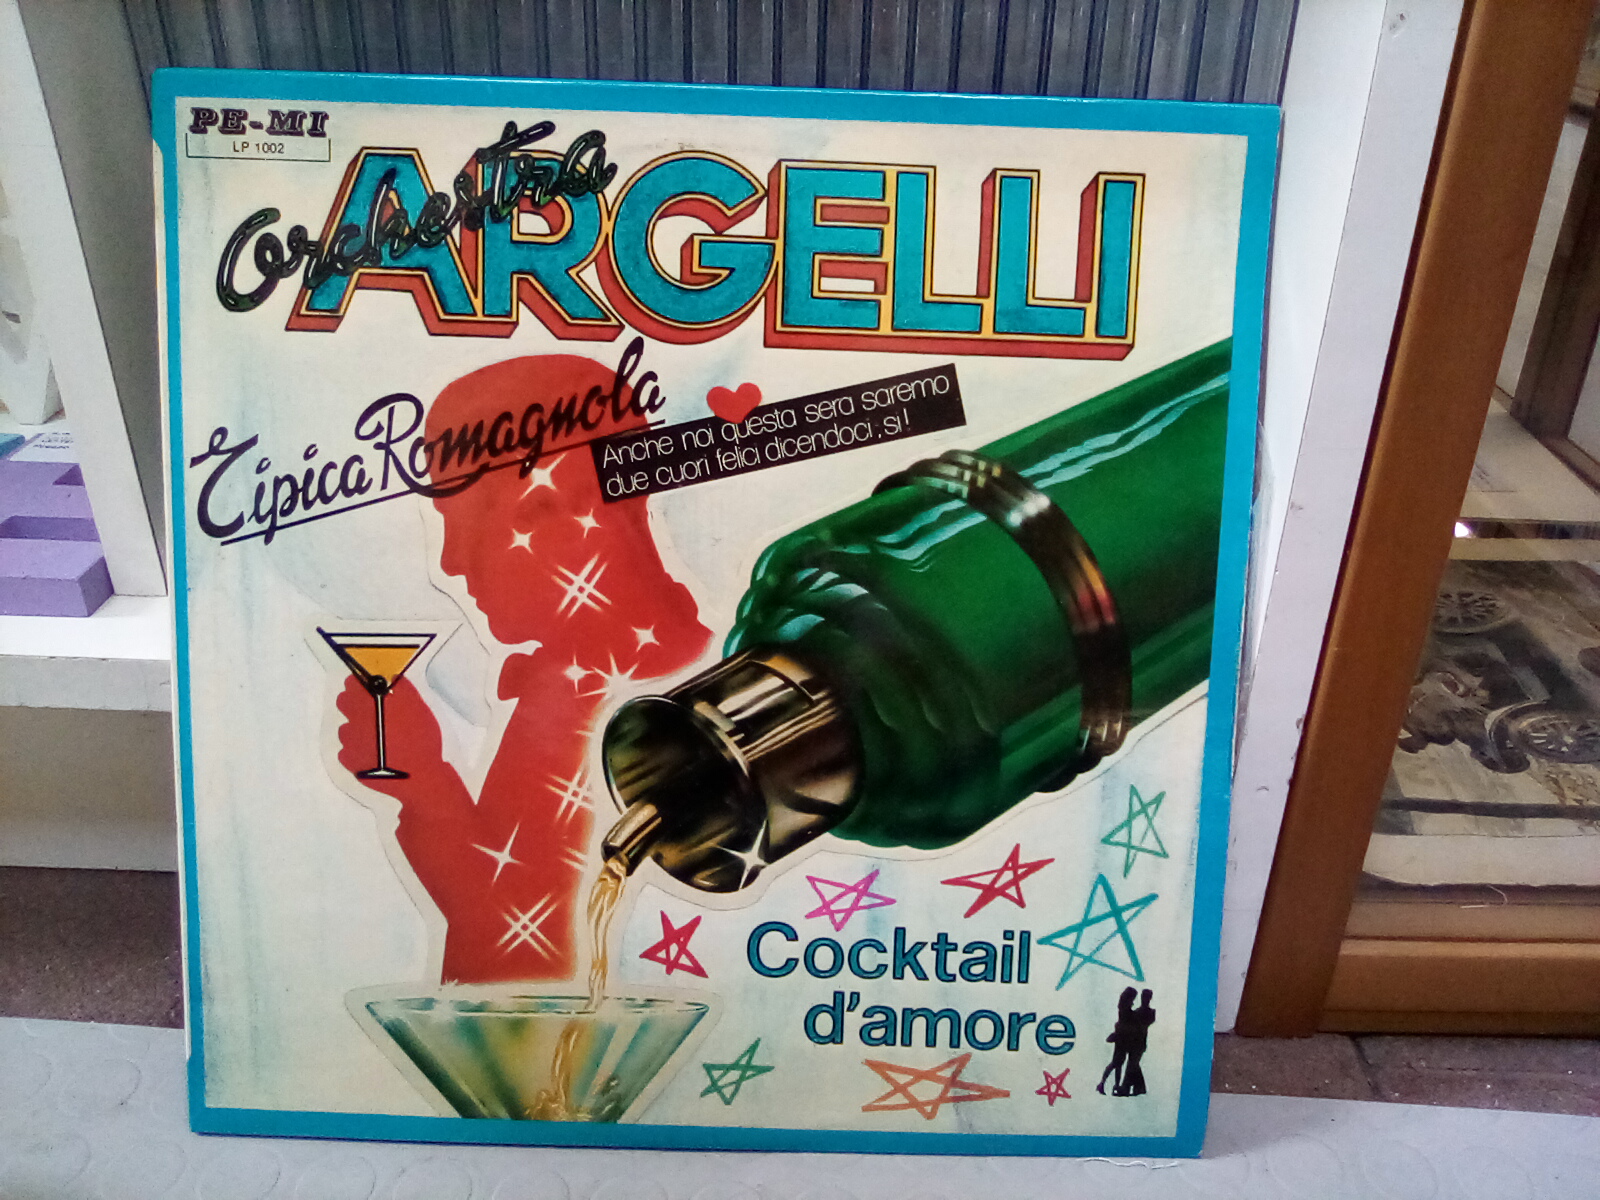 PE-MI
LP 1002
Orchestra
ARGELLI
Tipica Romagnola
Anche noi questa sera saremo
due cuori felici dicendoci, si!
Cocktail
d'amore